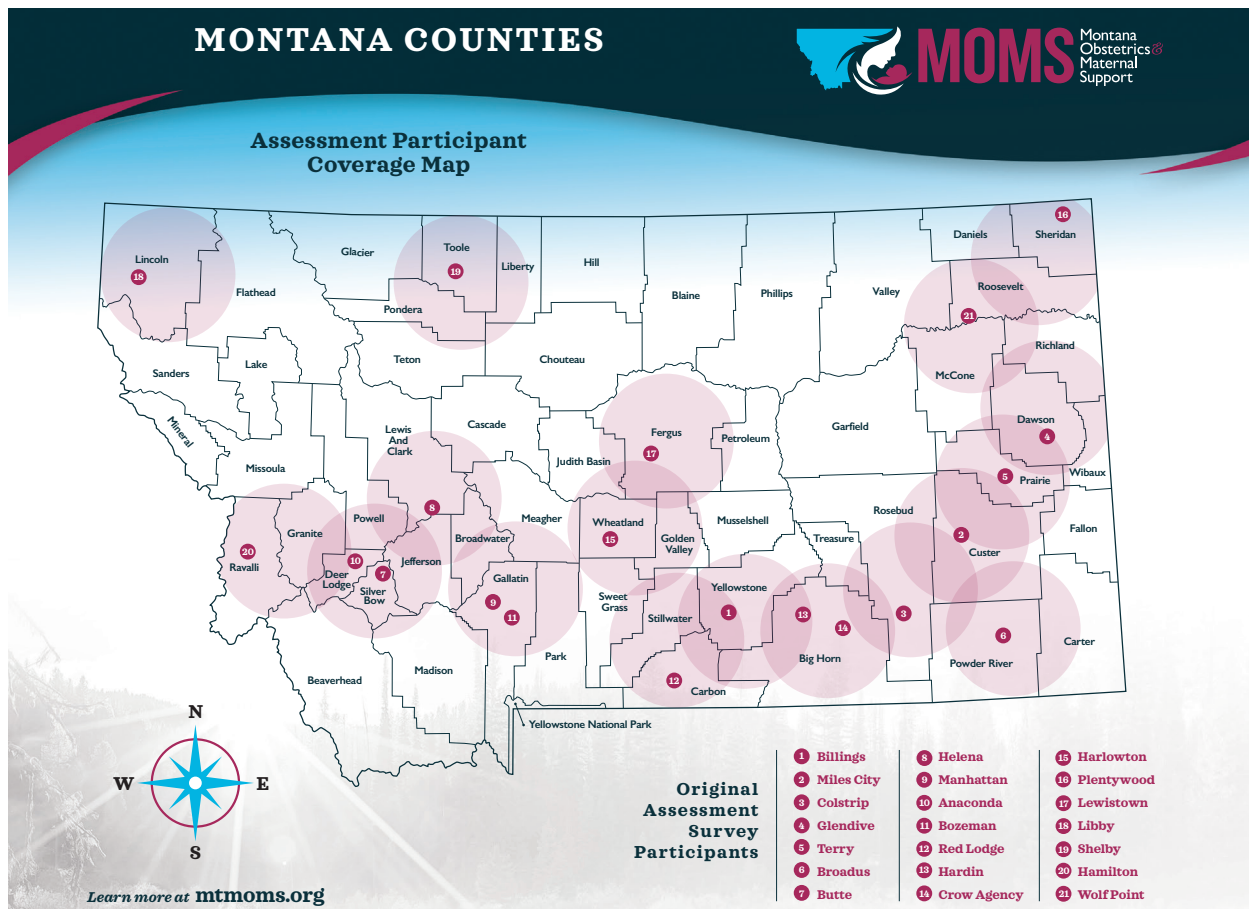 MONTANA COUNTIES
MOMS
Montana
Obstetrics &
Maternal
Support
Assessment Participant
Coverage Map
16
Daniels
Sheridan
Glacier
Toole
Lincoln
Liberty
Hill
19
18
Flathead
Blaine
Phillips
Valley
Roosevelt
Pondera
21
Richland
Teton
Chouteau
Lake
Sanders
McCone
Mineral
Cascade
Fergus
Dawson
Lewis
And
Clark
Garfield
4
Petroleum
17
Judith Basin
Missoula
5
Prairie
Wibaux
8
Rosebud
Powell
Meagher
Wheatland
Musselshell
Fallon
Granite
Broadwater
15
Golden
Valley
Treasure
2
Custer
20
Ravalli
10
Jefferson
Deer
Lodge
7
Silver
Bow
Gallatin
Yellowstone
Sweet
Grass
9
11
Stillwater
1
13
3
14
6
Carter
Park
Big Horn
Powder River
Madison
Beaverhead
12
Carbon
Yellowstone National Park
N
W
E
S
Original
Assessment
Survey
Participants
1 Billings
2 Miles City
3 Colstrip
4 Glendive
5 Terry
6 Broadus
7 Butte
8 Helena
9 Manhattan
10 Anaconda
11 Bozeman
12 Red Lodge
13 Hardin
14 Crow Agency
15 Harlowton
16 Plentywood
17 Lewistown
18 Libby
19 Shelby
20 Hamilton
21 Wolf Point
Learn more at mtmoms.org